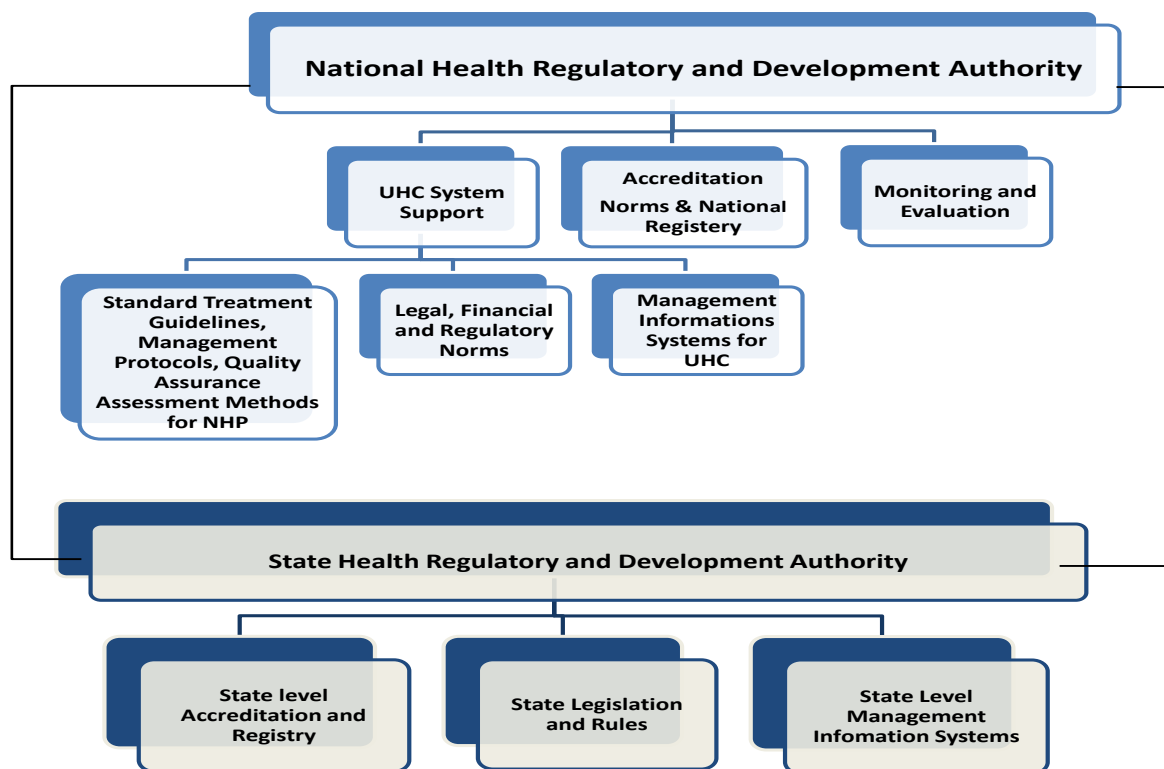 National Health Regulatory and Development Authority
UHC System
Support
Accreditation
Norms & National
Registery
Monitoring and
Evaluation
Standard Treatment
Guidelines,
Management
Protocols, Quality
Assurance
Assessment Methods
for NHP
Legal, Financial
and Regulatory
Norms
Management
Informations
Systems for
UHC
State Health Regulatory and Development Authority
State level
Accreditation and
Registry
State Legislation
and Rules
State Level
Management
Infomation Systems